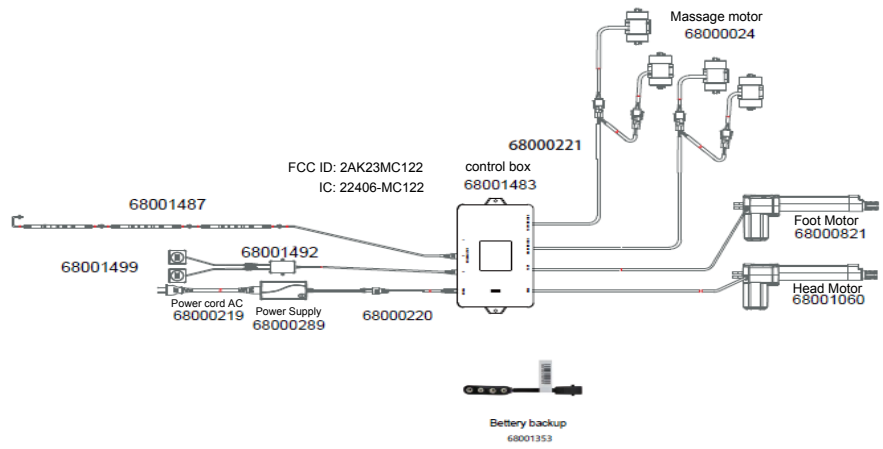 Massage motor
68000024
68000221
FCC ID: 2AK23MC122
IC: 22406-MC122
control box
68001483
68001487
68001492
68001499
Foot Motor
68000821
Head Motor
68001060
Power cord AC
68000219
Power Supply
68000289
68000220
Bettery backup
68001353